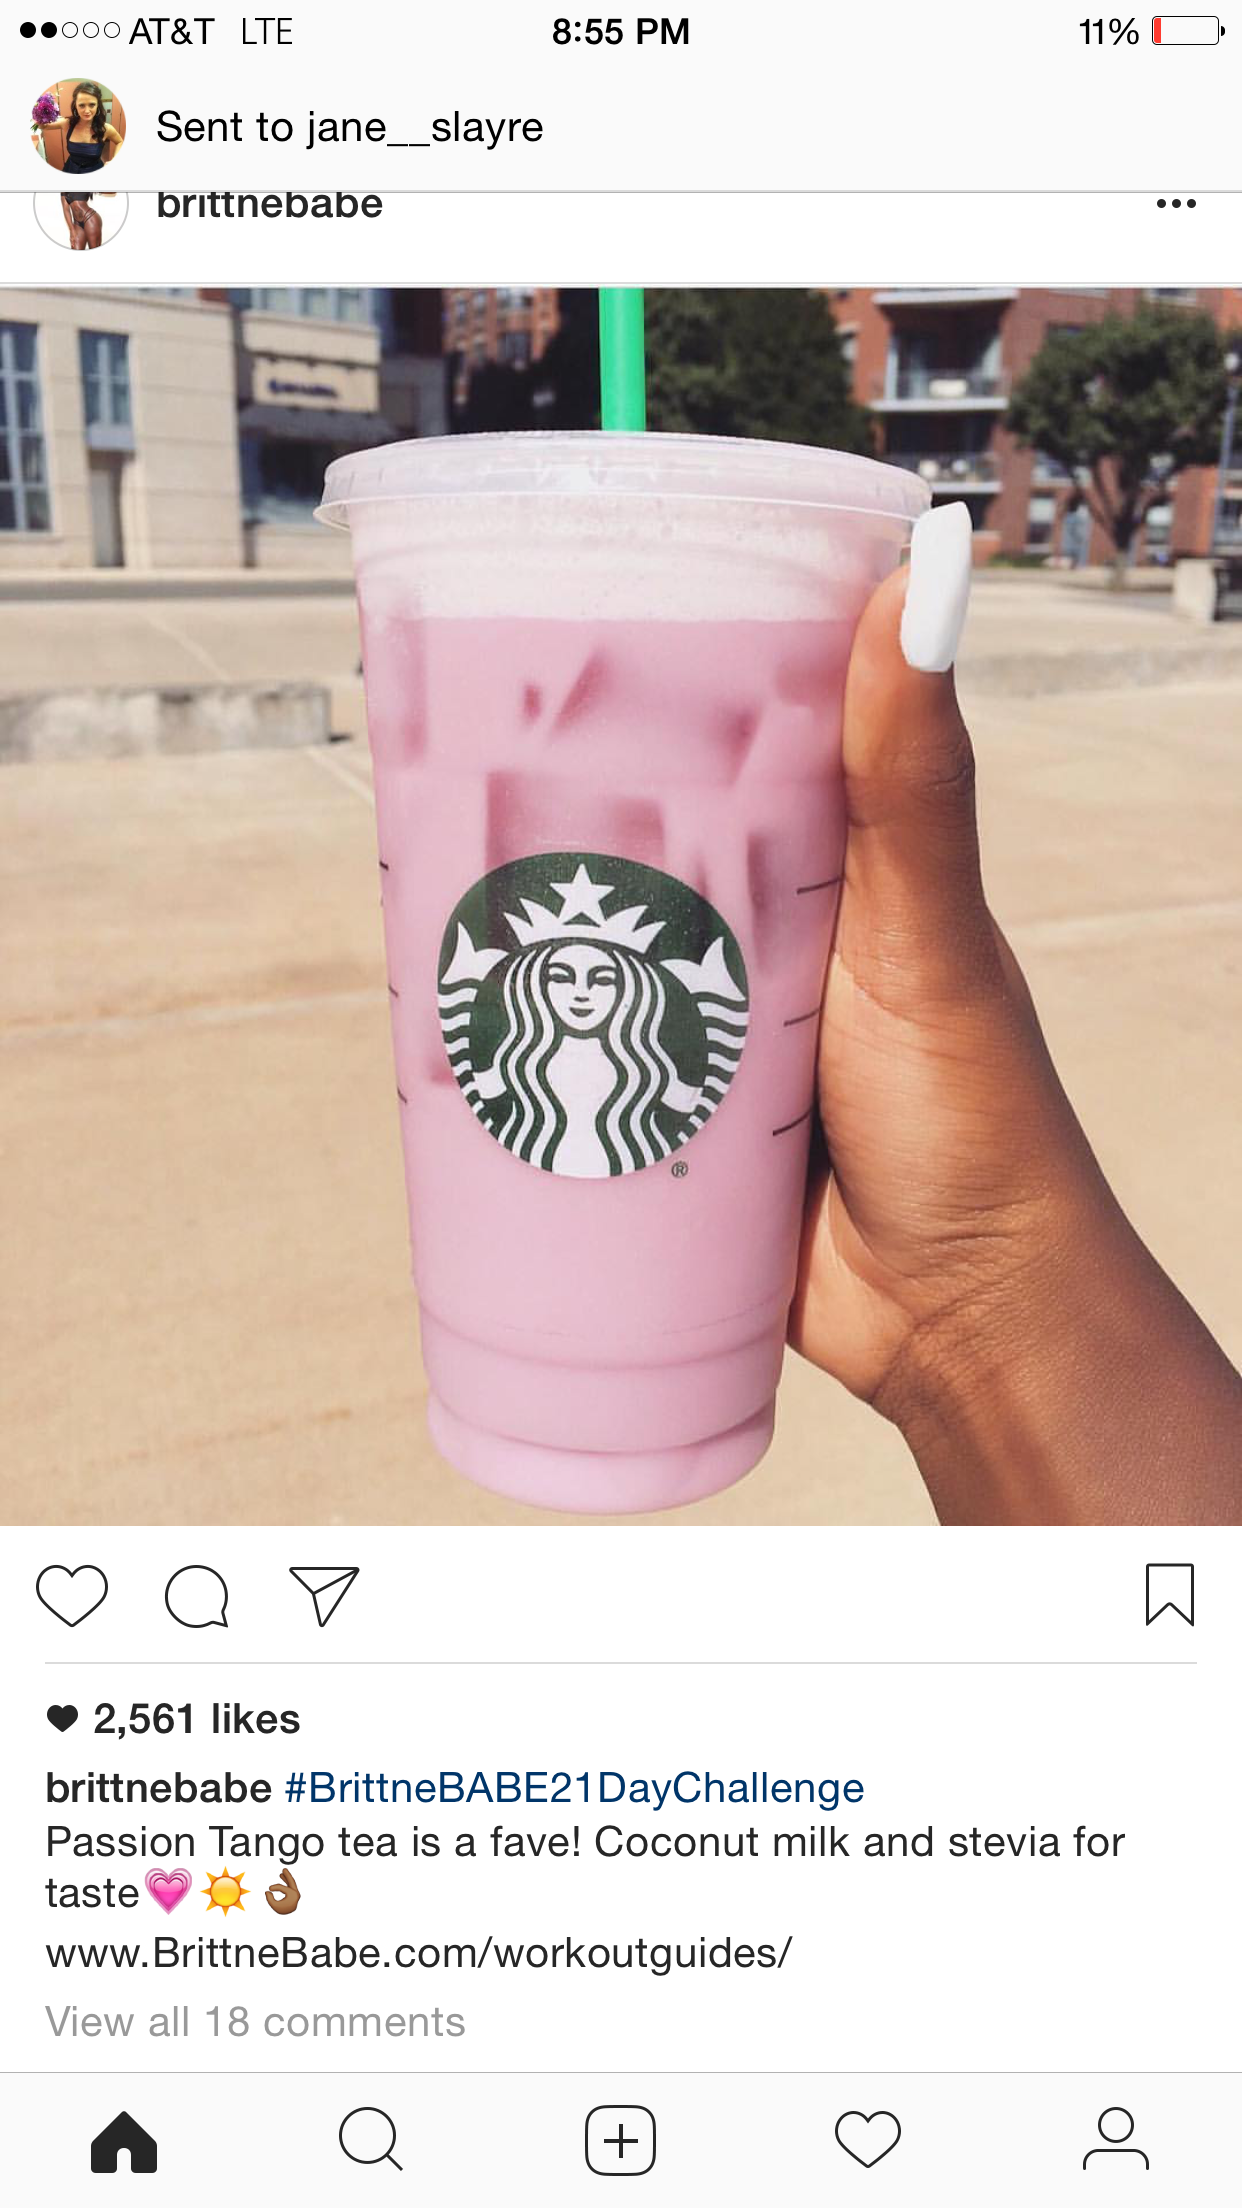 AT&T LTE 8:55 PM 11%
Sent to jane__slayre
brittnebabe
®
2,561 likes
brittnebabe #BrittneBABE21DayChallenge
Passion Tango tea is a fave! Coconut milk and stevia for
taste💗☀️👌🏾
www.BrittneBabe.com/workoutguides/
View all 18 comments